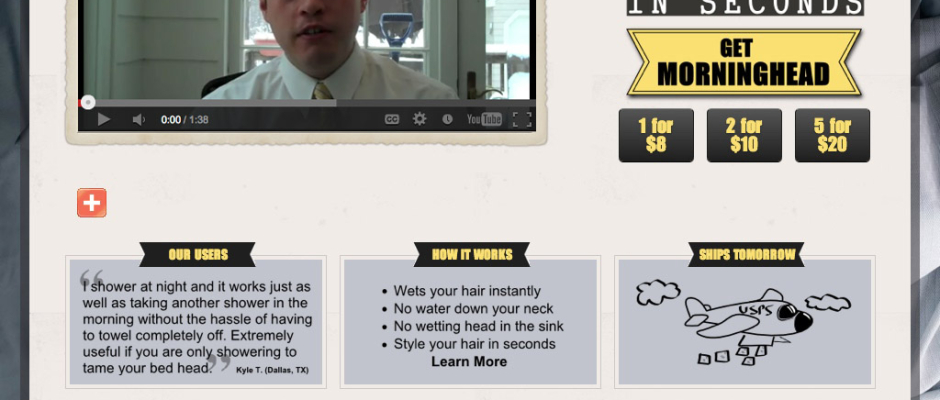 IN SECONDS
GET
MORNINGHEAD
1 for
$8
2 for
$10
5 for
$20
0:00 / 1:38
CC
YouTube
OUR USERS
“I shower at night and it works just as
well as taking another shower in the
morning without the hassle of having
to towel completely off. Extremely
useful if you are only showering to
tame your bed head.” Kyle T. (Dallas, TX)
HOW IT WORKS
• Wets your hair instantly
• No water down your neck
• No wetting head in the sink
• Style your hair in seconds
Learn More
SHIPS TOMORROW
USPS